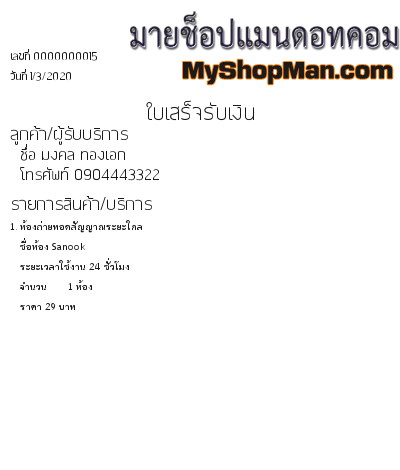 มายช็อปแมนดอทคอม
MyShopMan.com
เลขที่ 0000000015
วันที่ 1/3/2020
ใบเสร็จรับเงิน
ลูกค้า/ผู้รับบริการ
ชื่อ มงคล ทองเอก
โทรศัพท์ 0904443322
รายการสินค้า/บริการ
1. ห้องถ่ายทอดสัญญาณระยะไกล
ชื่อห้อง Sanook
ระยะเวลาใช้งาน 24 ชั่วโมง
จำนวน 1 ห้อง
ราคา 29 บาท